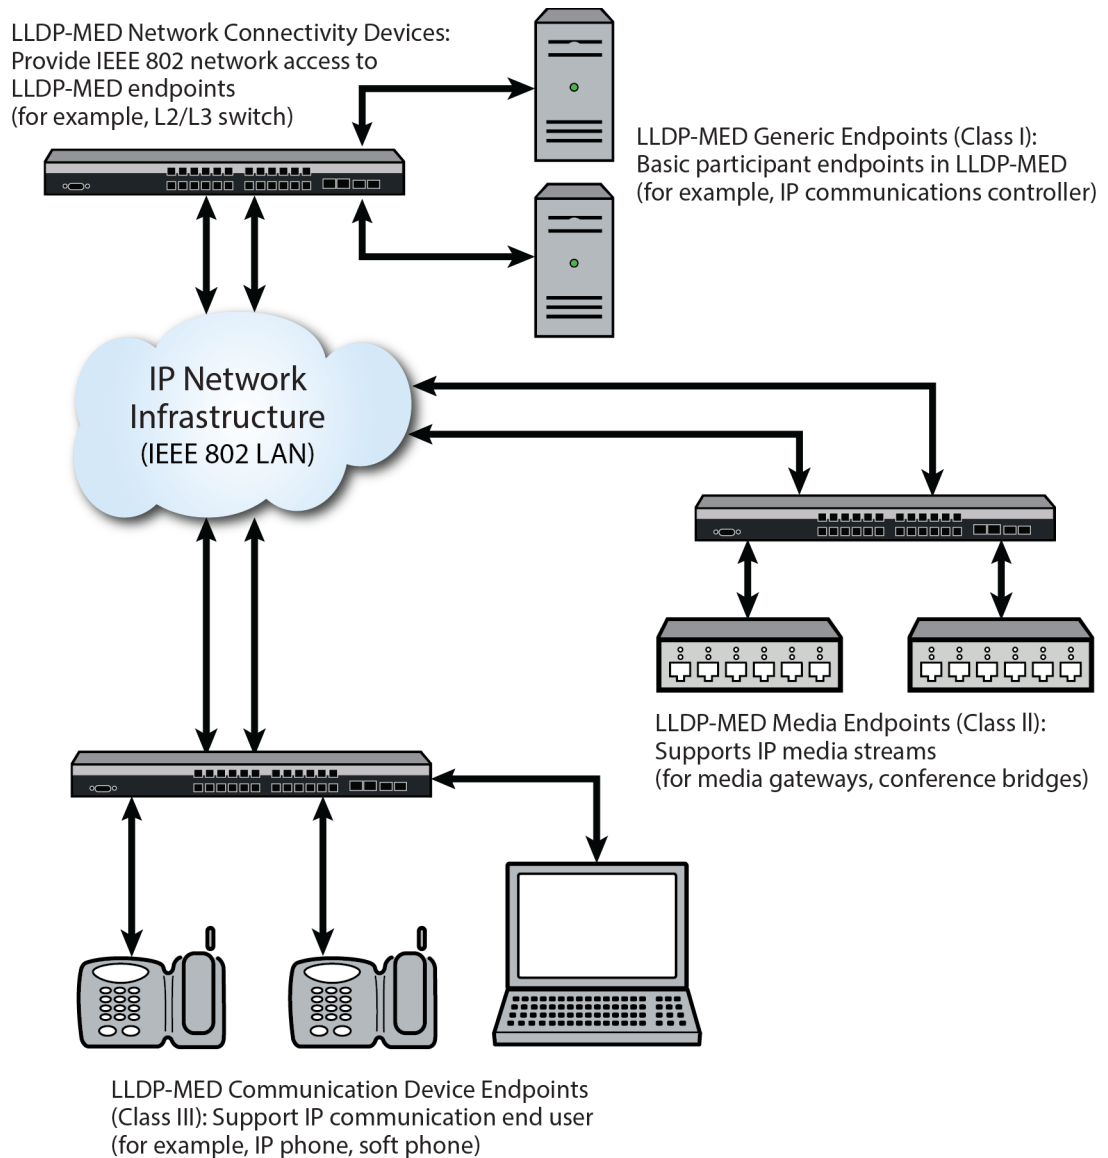 LLDP-MED Network Connectivity Devices:
Provide IEEE 802 network access to
LLDP-MED endpoints
(for example, L2/L3 switch)
LLDP-MED Generic Endpoints (Class I):
Basic participant endpoints in LLDP-MED
(for example, IP communications controller)
IP Network
Infrastructure
(IEEE 802 LAN)
LLDP-MED Media Endpoints (Class II):
Supports IP media streams
(for media gateways, conference bridges)
LLDP-MED Communication Device Endpoints
(Class III): Support IP communication end user
(for example, IP phone, soft phone)